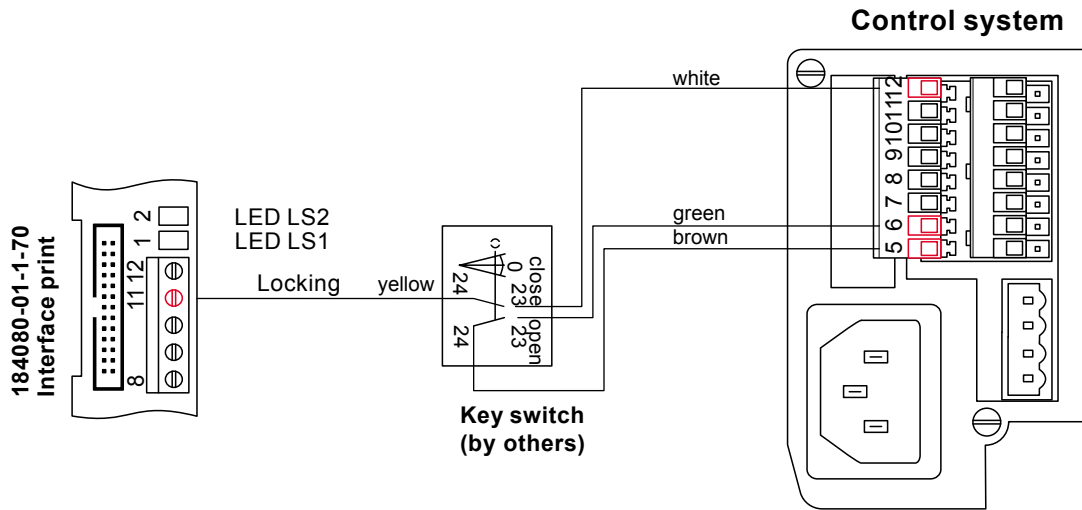 Control system
white
12
11
10
9
8
7
6
5
green
brown
184080-01-1-70
Interface print
2
1
LED LS2
LED LS1
12
11
8
Locking
yellow
0
24
23
close
24
23
open
Key switch
(by others)